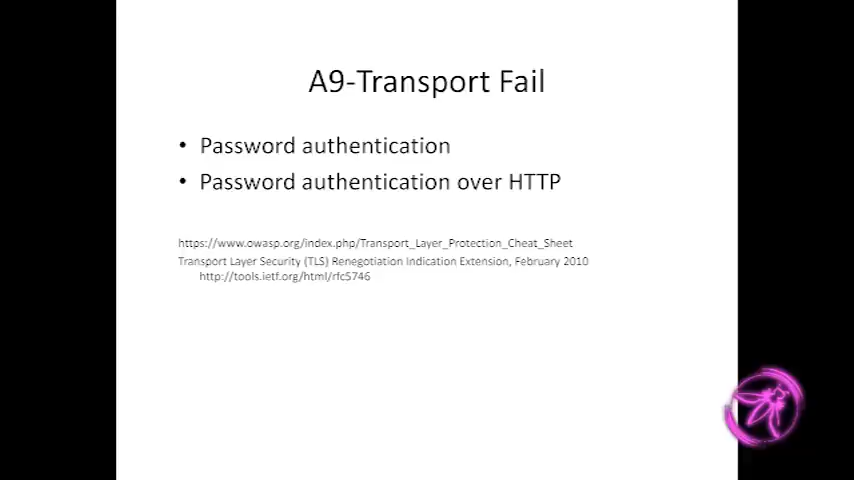 A9-Transport Fail
• Password authentication
• Password authentication over HTTP
https://www.owasp.org/index.php/Transport_Layer_Protection_Cheat_Sheet
Transport Layer Security (TLS) Renegotiation Indication Extension, February 2010
http://tools.ietf.org/html/rfc5746